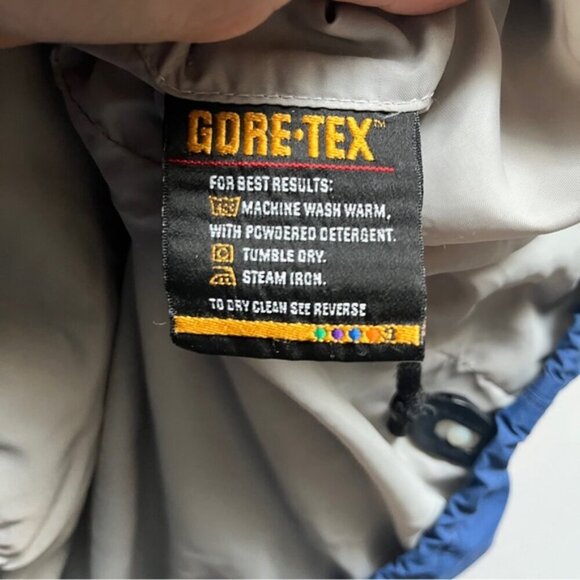 GORE-TEX™
FOR BEST RESULTS:
MACHINE WASH WARM,
WITH POWDERED DETERGENT.
TUMBLE DRY.
STEAM IRON.
TO DRY CLEAN SEE REVERSE